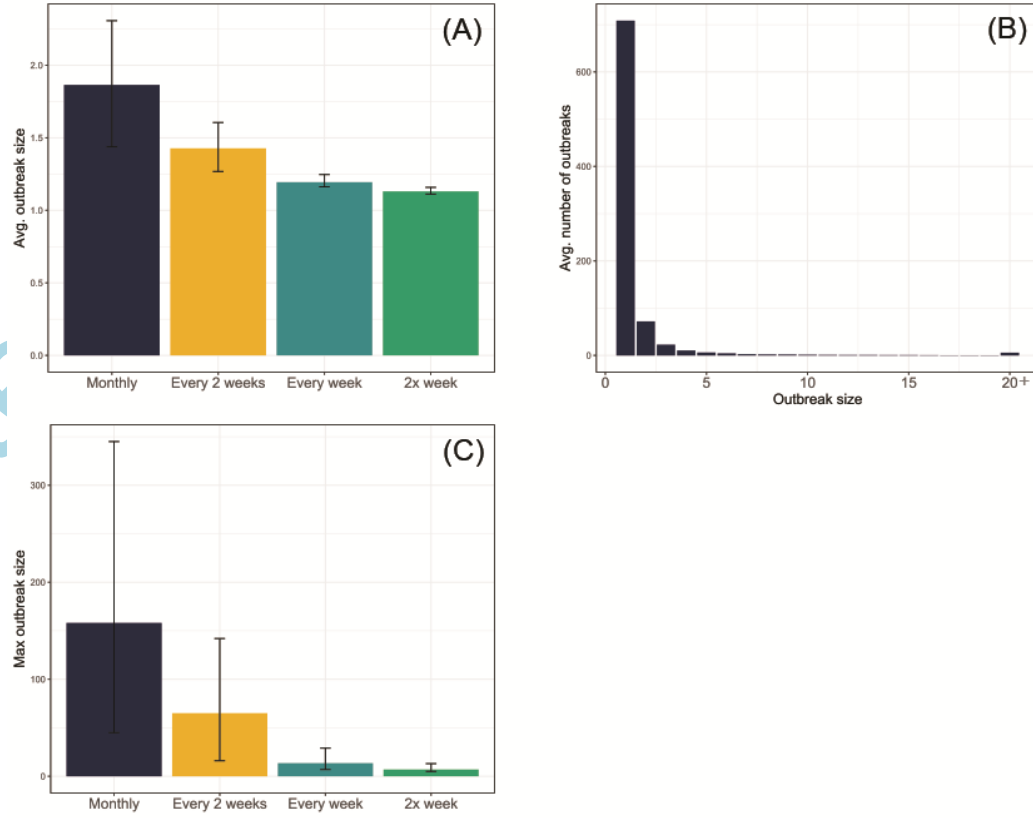 (A)
Avg. outbreak size
2.0
1.5
1.0
0.5
0.0
Monthly Every 2 weeks Every week 2x week
(B)
Avg. number of outbreaks
600
400
200
0
0 5 10 15 20+
Outbreak size
(C)
Max outbreak size
300
200
100
0
Monthly Every 2 weeks Every week 2x week